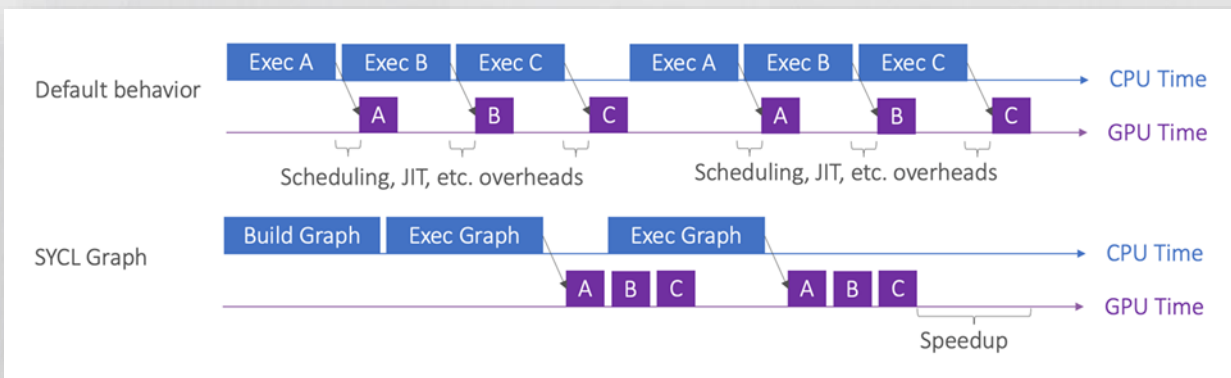 Exec A Exec B Exec C Exec A Exec B Exec C
CPU Time
Default behavior
A B C A B C
GPU Time
Scheduling, JIT, etc. overheads Scheduling, JIT, etc. overheads
Build Graph Exec Graph Exec Graph
CPU Time
SYCL Graph
A B C A B C
GPU Time
Speedup